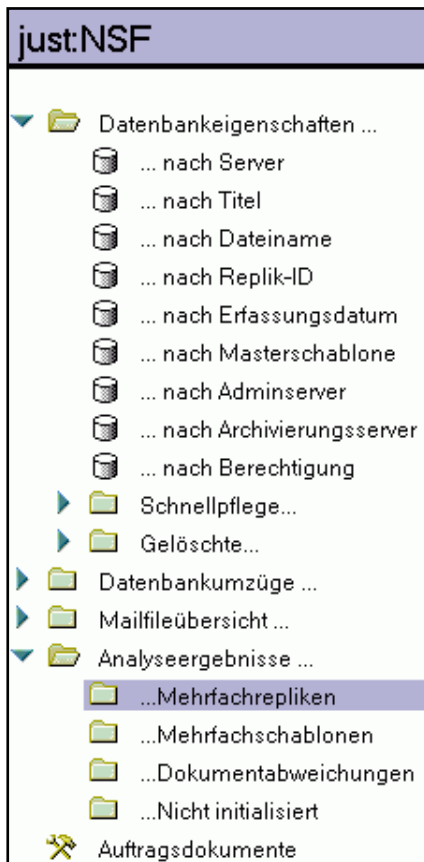 just:NSF
Datenbankeigenschaften ...
... nach Server
... nach Titel
... nach Dateiname
... nach Replik-ID
... nach Erfassungsdatum
... nach Masterschablone
... nach Adminserver
... nach Archivierungsserver
... nach Berechtigung
Schnellpflege...
Gelöschte...
Datenbankumzüge ...
Mailfileübersicht ...
Analyseergebnisse ...
...Mehrfachrepliken
...Mehrfachschablonen
...Dokumentabweichungen
...Nicht initialisiert
Auftragsdokumente